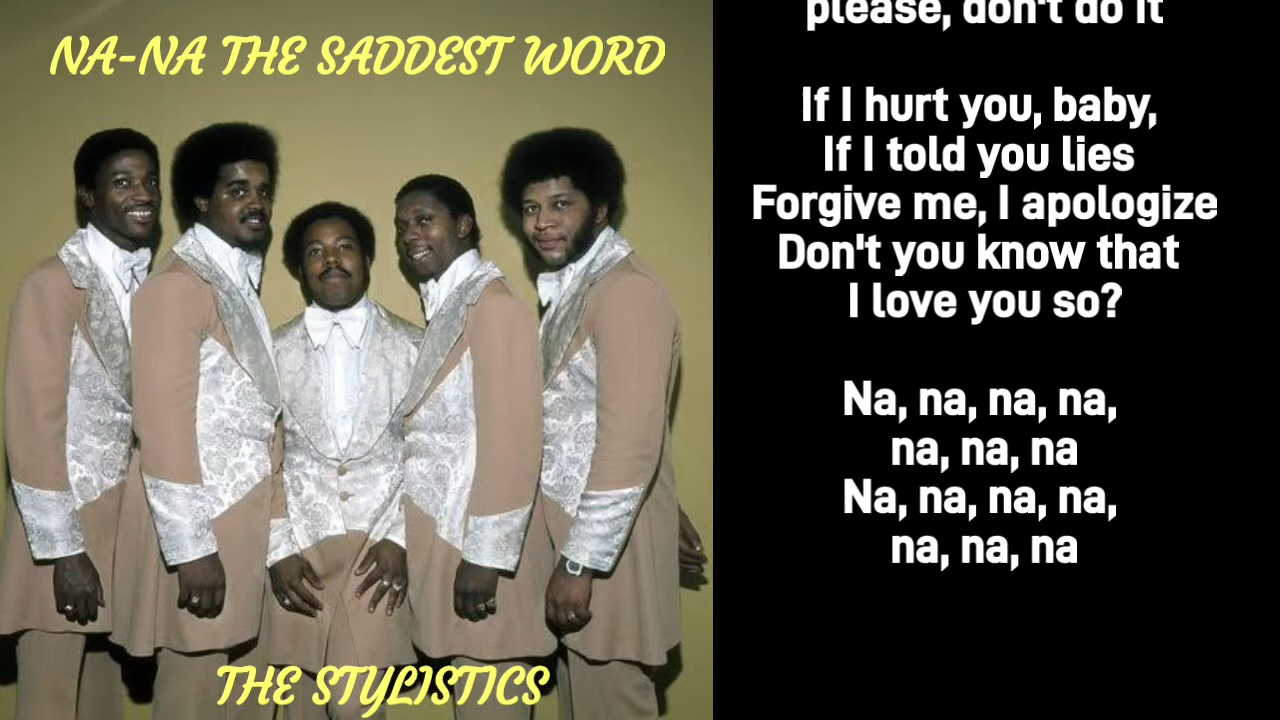 NA-NA THE SADDEST WORD
THE STYLISTICS
please, don't do it
If I hurt you, baby,
If I told you lies
Forgive me, I apologize
Don't you know that
I love you so?
Na, na, na, na,
na, na, na
Na, na, na, na,
na, na, na